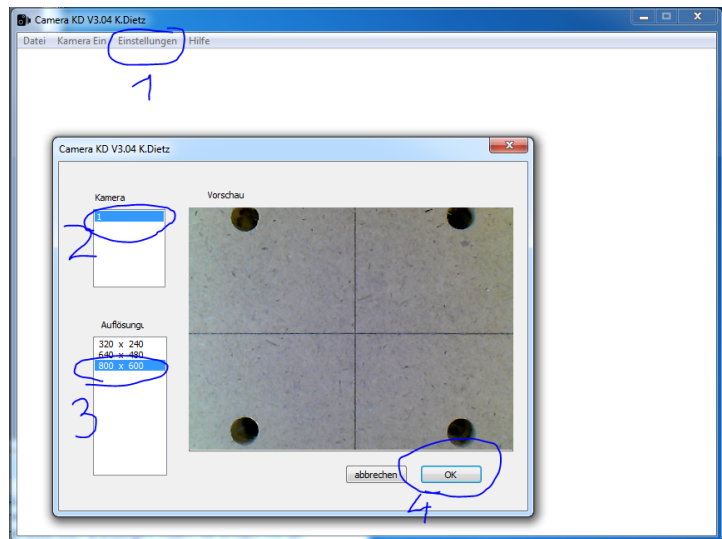 Camera KD V3.04 K.Dietz
Datei Kamera Ein Einstellungen Hilfe
1
Camera KD V3.04 K.Dietz
Kamera Vorschau
1
2
Auflösung.
320 x 240
640 x 480
800 x 600
3
abbrechen OK
4